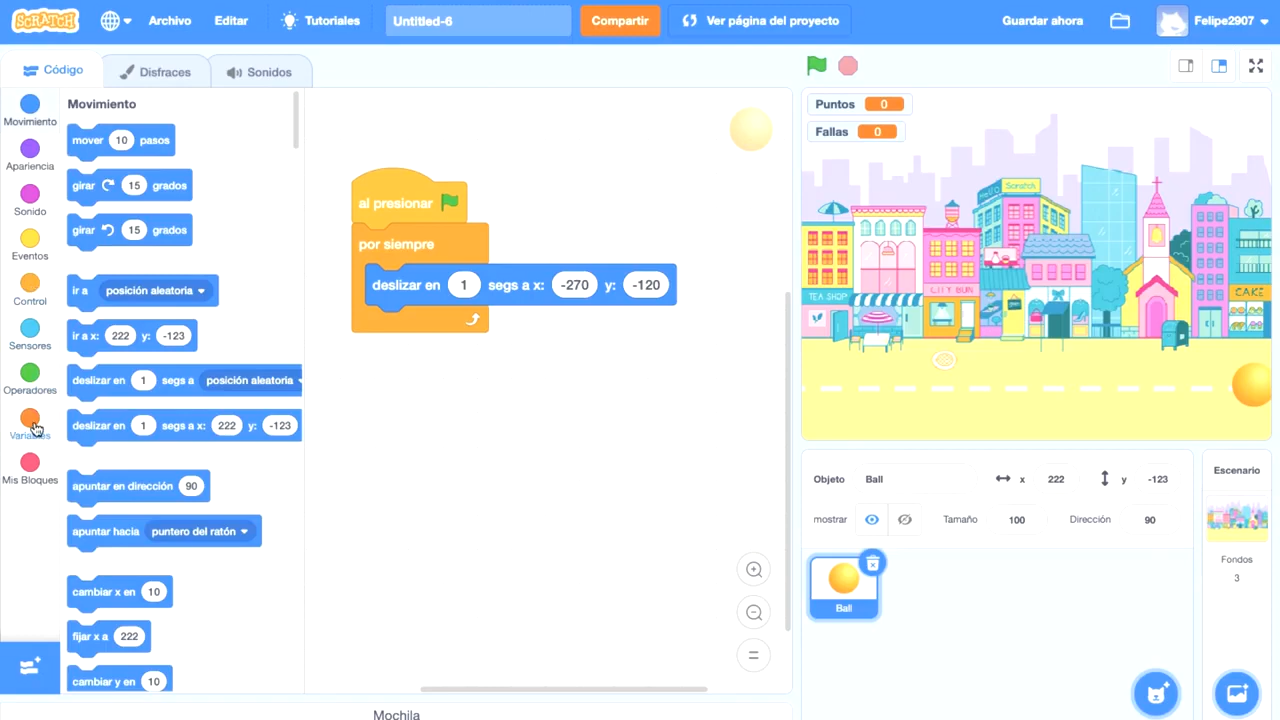 SCRATCH
Archivo
Editar
Tutoriales
Untitled-6
Compartir
Ver página del proyecto
Guardar ahora
Felipe2907
Código
Disfraces
Sonidos
Movimiento
Apariencia
Sonido
Eventos
Control
Sensores
Operadores
Variables
Mis Bloques
Movimiento
mover 10 pasos
girar 15 grados
girar 15 grados
ir a posición aleatoria
ir a x: 222 y: -123
deslizar en 1 segs a posición aleatoria
deslizar en 1 segs a x: 222 y: -123
apuntar en dirección 90
apuntar hacia puntero del ratón
cambiar x en 10
fijar x a 222
cambiar y en 10
al presionar
por siempre
deslizar en 1 segs a x: -270 y: -120
Mochila
Puntos 0
Fallas 0
Scratch
TEA SHOP
CITY BUN
CAKE
Objeto Ball x 222 y -123
mostrar Tamaño 100 Dirección 90
Ball
Escenario
Fondos
3